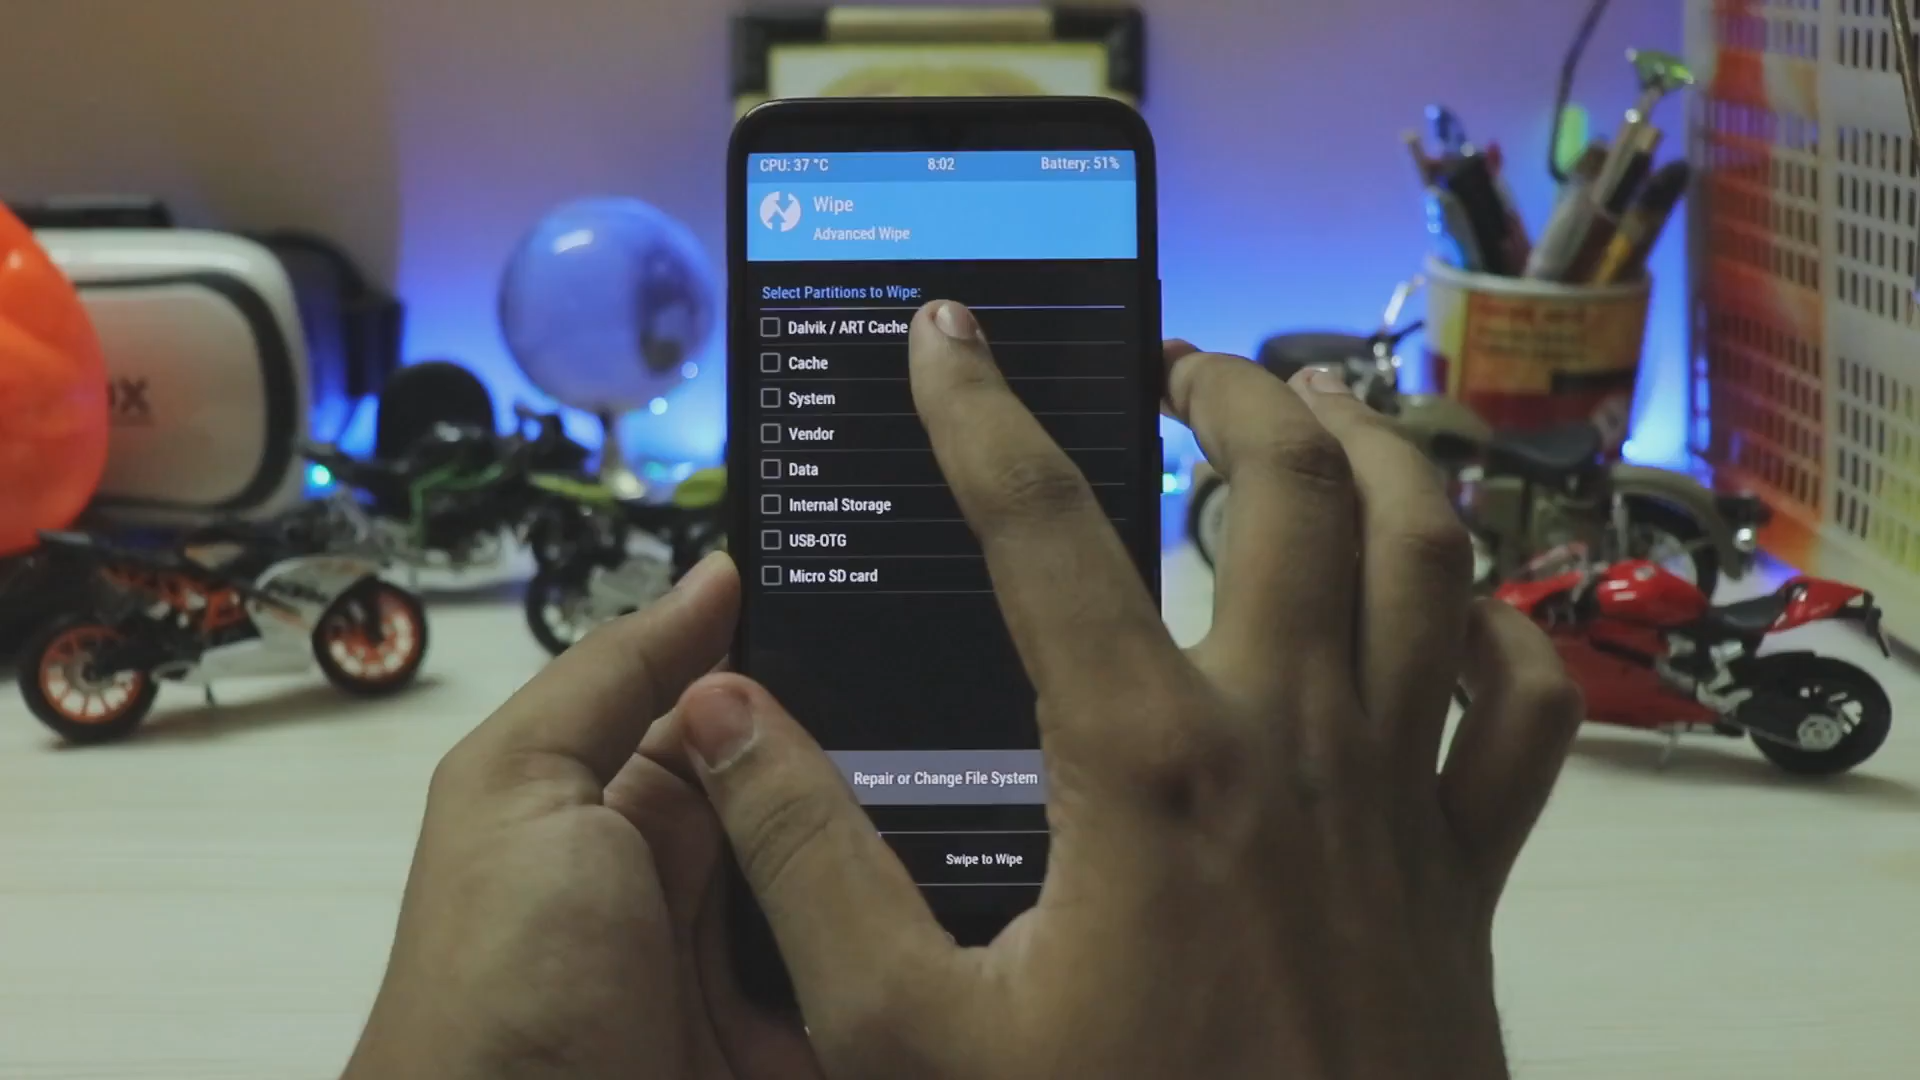 CPU: 37 °C 8:02 Battery: 51%
Wipe
Advanced Wipe
Select Partitions to Wipe:
Dalvik / ART Cache
Cache
System
Vendor
Data
Internal Storage
USB-OTG
Micro SD card
Repair or Change File System
Swipe to Wipe